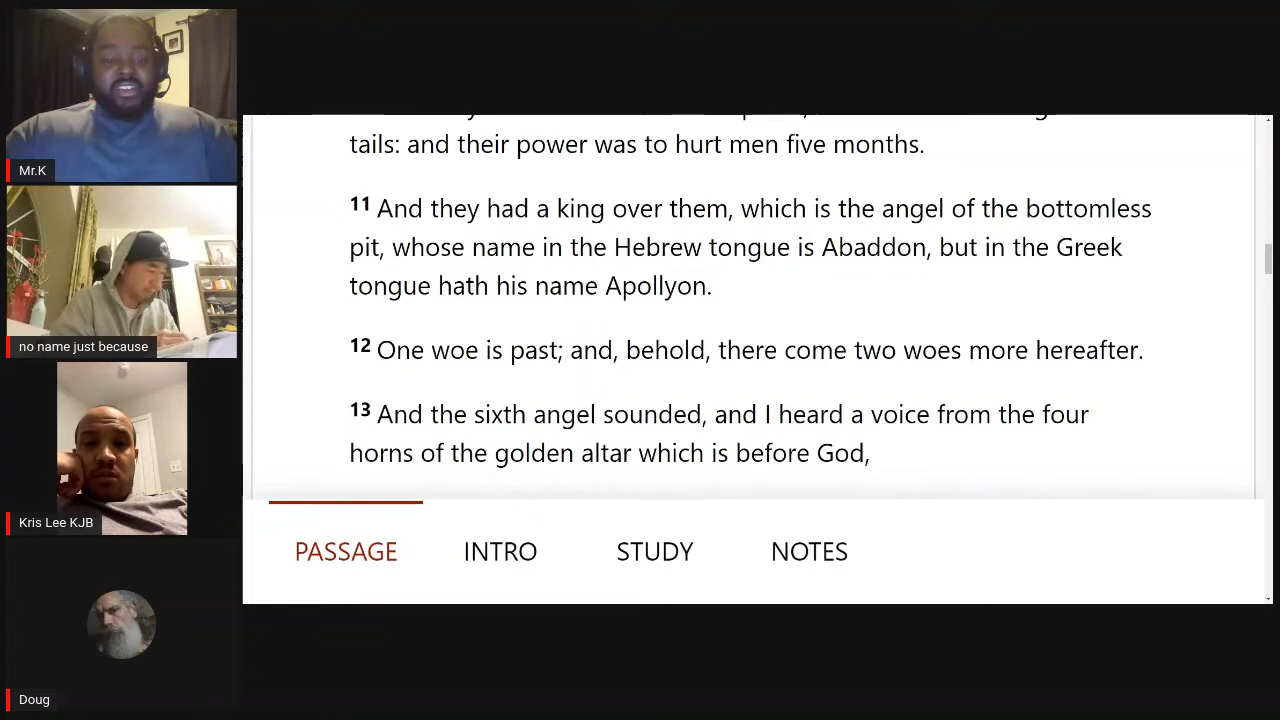 Mr.K
no name just because
Kris Lee KJB
Doug
tails: and their power was to hurt men five months.
11 And they had a king over them, which is the angel of the bottomless
pit, whose name in the Hebrew tongue is Abaddon, but in the Greek
tongue hath his name Apollyon.
12 One woe is past; and, behold, there come two woes more hereafter.
13 And the sixth angel sounded, and I heard a voice from the four
horns of the golden altar which is before God,
PASSAGE INTRO STUDY NOTES